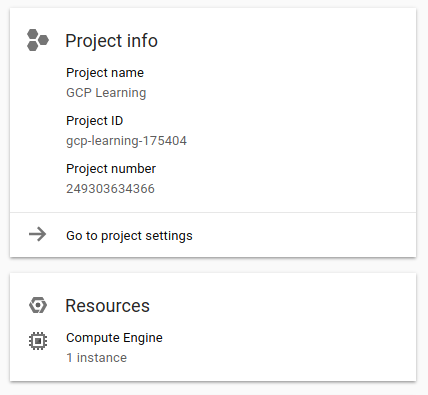 Project info
Project name
GCP Learning
Project ID
gcp-learning-175404
Project number
249303634366
Go to project settings
Resources
Compute Engine
1 instance